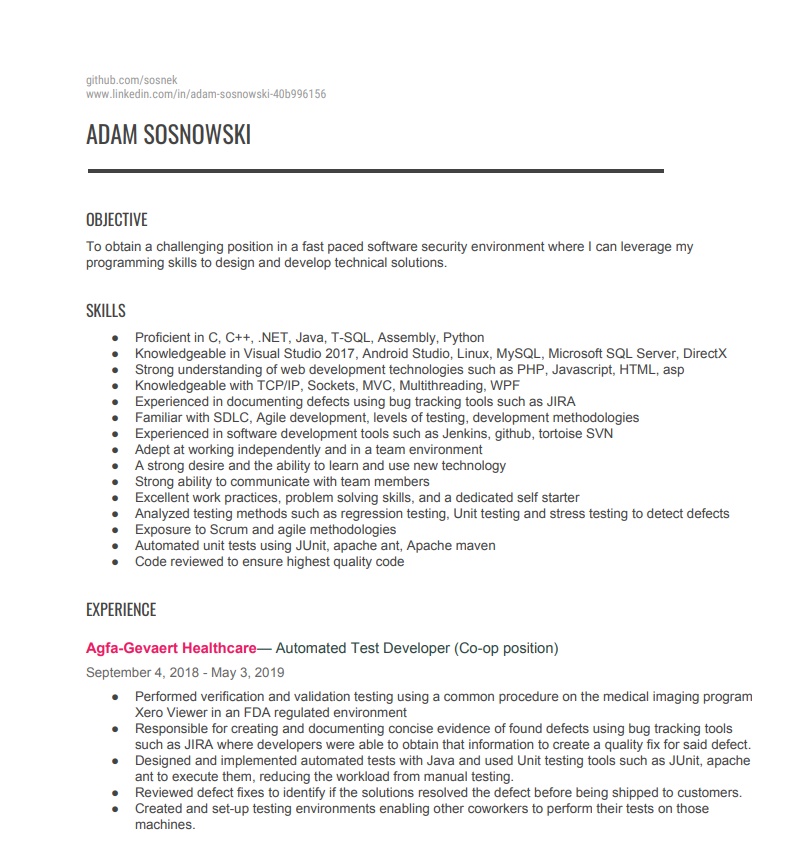 github.com/sosnek
www.linkedin.com/in/adam-sosnowski-40b996156
ADAM SOSNOWSKI
OBJECTIVE
To obtain a challenging position in a fast paced software security environment where I can leverage my
programming skills to design and develop technical solutions.
SKILLS
● Proficient in C, C++, .NET, Java, T-SQL, Assembly, Python
● Knowledgeable in Visual Studio 2017, Android Studio, Linux, MySQL, Microsoft SQL Server, DirectX
● Strong understanding of web development technologies such as PHP, Javascript, HTML, asp
● Knowledgeable with TCP/IP, Sockets, MVC, Multithreading, WPF
● Experienced in documenting defects using bug tracking tools such as JIRA
● Familiar with SDLC, Agile development, levels of testing, development methodologies
● Experienced in software development tools such as Jenkins, github, tortoise SVN
● Adept at working independently and in a team environment
● A strong desire and the ability to learn and use new technology
● Strong ability to communicate with team members
● Excellent work practices, problem solving skills, and a dedicated self starter
● Analyzed testing methods such as regression testing, Unit testing and stress testing to detect defects
● Exposure to Scrum and agile methodologies
● Automated unit tests using JUnit, apache ant, Apache maven
● Code reviewed to ensure highest quality code
EXPERIENCE
Agfa-Gevaert Healthcare— Automated Test Developer (Co-op position)
September 4, 2018 - May 3, 2019
● Performed verification and validation testing using a common procedure on the medical imaging program
Xero Viewer in an FDA regulated environment
● Responsible for creating and documenting concise evidence of found defects using bug tracking tools
such as JIRA where developers were able to obtain that information to create a quality fix for said defect.
● Designed and implemented automated tests with Java and used Unit testing tools such as JUnit, apache
ant to execute them, reducing the workload from manual testing.
● Reviewed defect fixes to identify if the solutions resolved the defect before being shipped to customers.
● Created and set-up testing environments enabling other coworkers to perform their tests on those
machines.